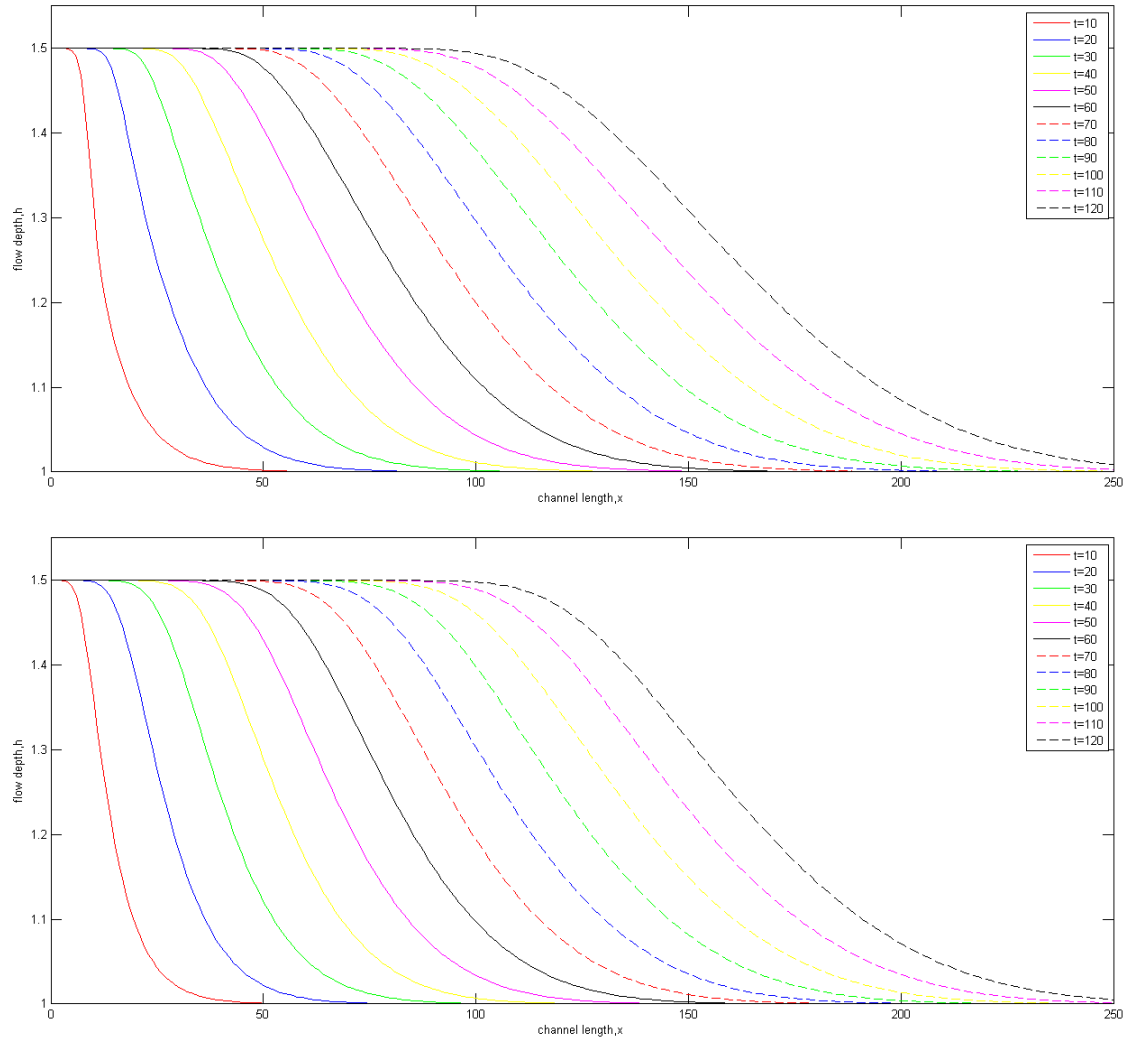 1.5
1.4
1.3
1.2
1.1
1
flow depth,h
0
50
100
150
200
250
channel length,x
t=10
t=20
t=30
t=40
t=50
t=60
t=70
t=80
t=90
t=100
t=110
t=120
1.5
1.4
1.3
1.2
1.1
1
flow depth,h
0
50
100
150
200
250
channel length,x
t=10
t=20
t=30
t=40
t=50
t=60
t=70
t=80
t=90
t=100
t=110
t=120